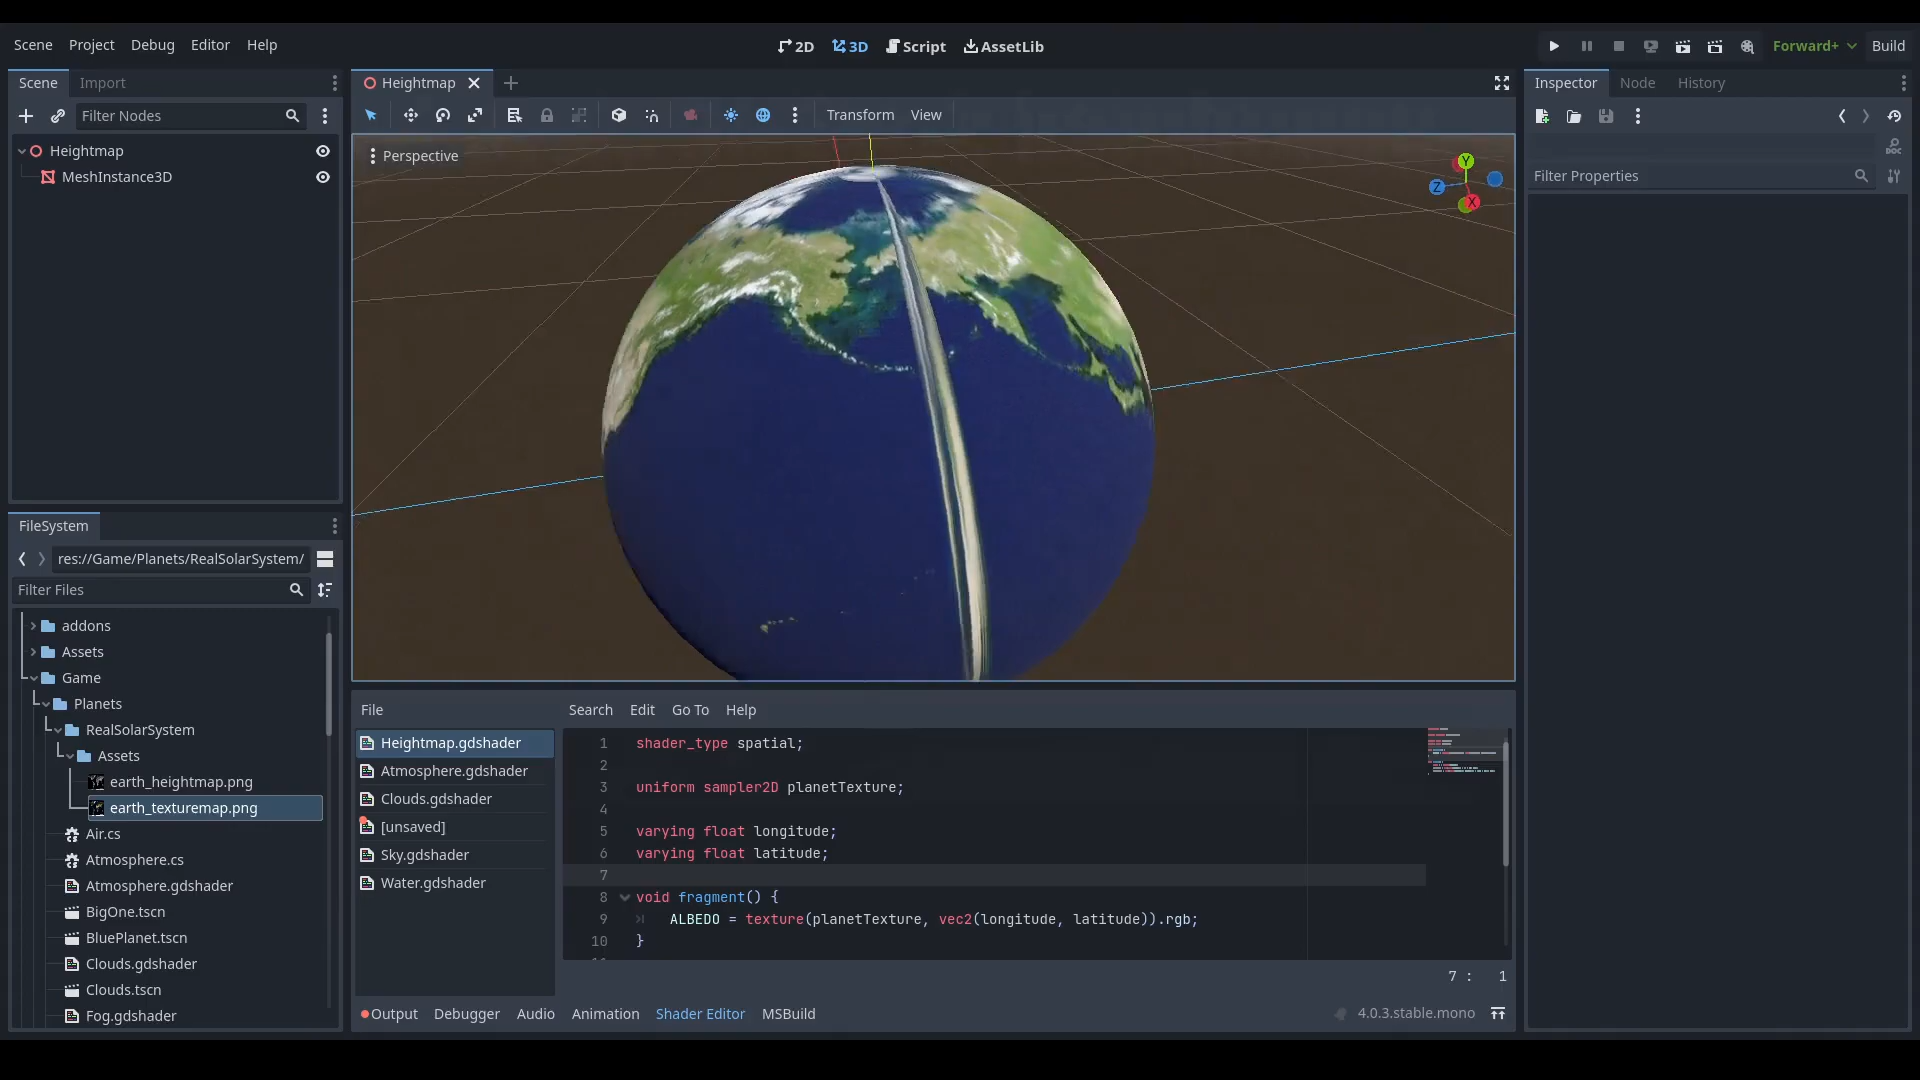 Scene Project Debug Editor Help
2D 3D Script AssetLib
Forward+ Build
Scene Import
Filter Nodes
Heightmap
MeshInstance3D
FileSystem
res://Game/Planets/RealSolarSystem/
Filter Files
addons
Assets
Game
Planets
RealSolarSystem
Assets
earth_heightmap.png
earth_texturemap.png
Air.cs
Atmosphere.cs
Atmosphere.gdshader
BigOne.tscn
BluePlanet.tscn
Clouds.gdshader
Clouds.tscn
Fog.gdshader
Heightmap
Transform View
Perspective
Y
Z
X
File
Heightmap.gdshader
Atmosphere.gdshader
Clouds.gdshader
[unsaved]
Sky.gdshader
Water.gdshader
Search Edit Go To Help
1 shader_type spatial;
2
3 uniform sampler2D planetTexture;
4
5 varying float longitude;
6 varying float latitude;
7
8 void fragment() {
9 ALBEDO = texture(planetTexture, vec2(longitude, latitude)).rgb;
10 }
7 : 1
Output Debugger Audio Animation Shader Editor MSBuild
4.0.3.stable.mono
Inspector Node History
DOC
Filter Properties